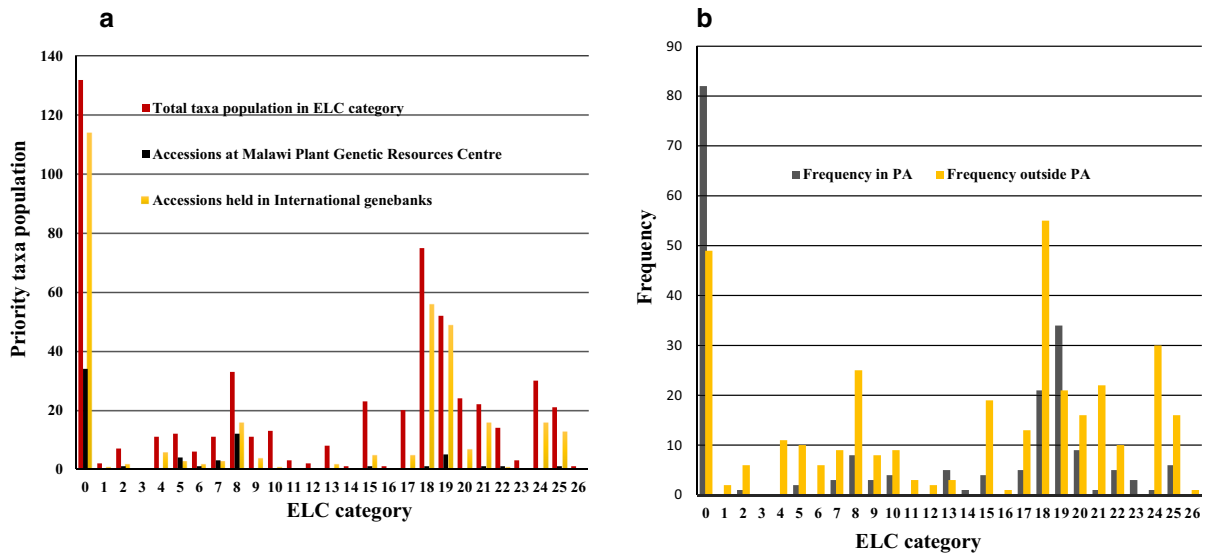 a
140
120
100
80
60
40
20
0
Priority taxa population
Total taxa population in ELC category
Accessions at Malawi Plant Genetic Resources Centre
Accessions held in International genebanks
0 1 2 3 4 5 6 7 8 9 10 11 12 13 14 15 16 17 18 19 20 21 22 23 24 25 26
ELC category
b
90
80
70
60
50
40
30
20
10
0
Frequency
Frequency in PA Frequency outside PA
0 1 2 3 4 5 6 7 8 9 10 11 12 13 14 15 16 17 18 19 20 21 22 23 24 25 26
ELC category